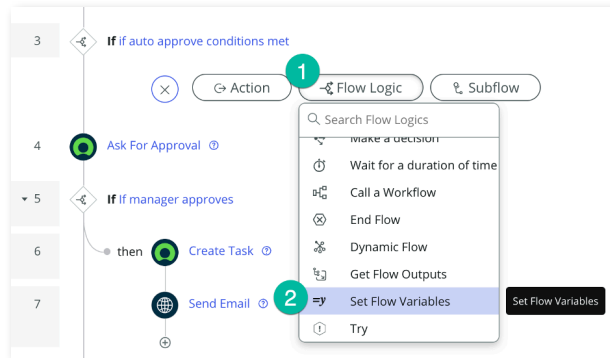 3 If if auto approve conditions met
1
Action Flow Logic Subflow
Search Flow Logics
Make a decision
4 Ask For Approval
Wait for a duration of time
5 If If manager approves
Call a Workflow
End Flow
6 then Create Task
Dynamic Flow
Get Flow Outputs
7 Send Email
2 =y Set Flow Variables Set Flow Variables
Try